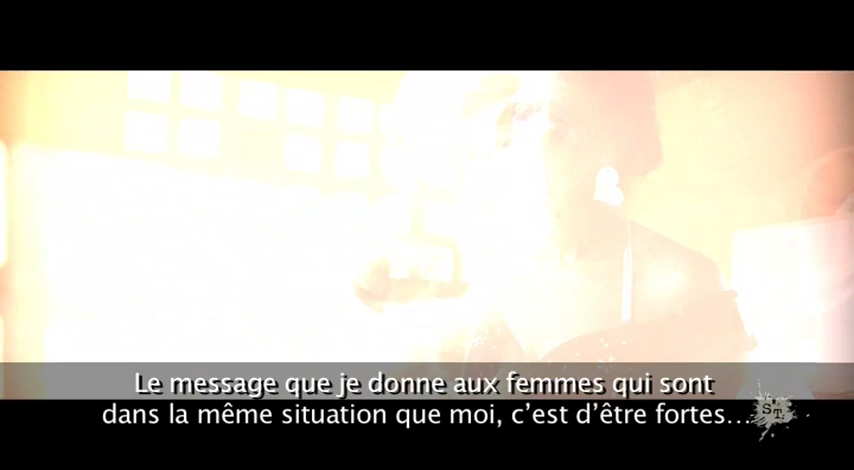 Le message que je donne aux femmes qui sont
dans la même situation que moi, c’est d’être fortes…
S.T.